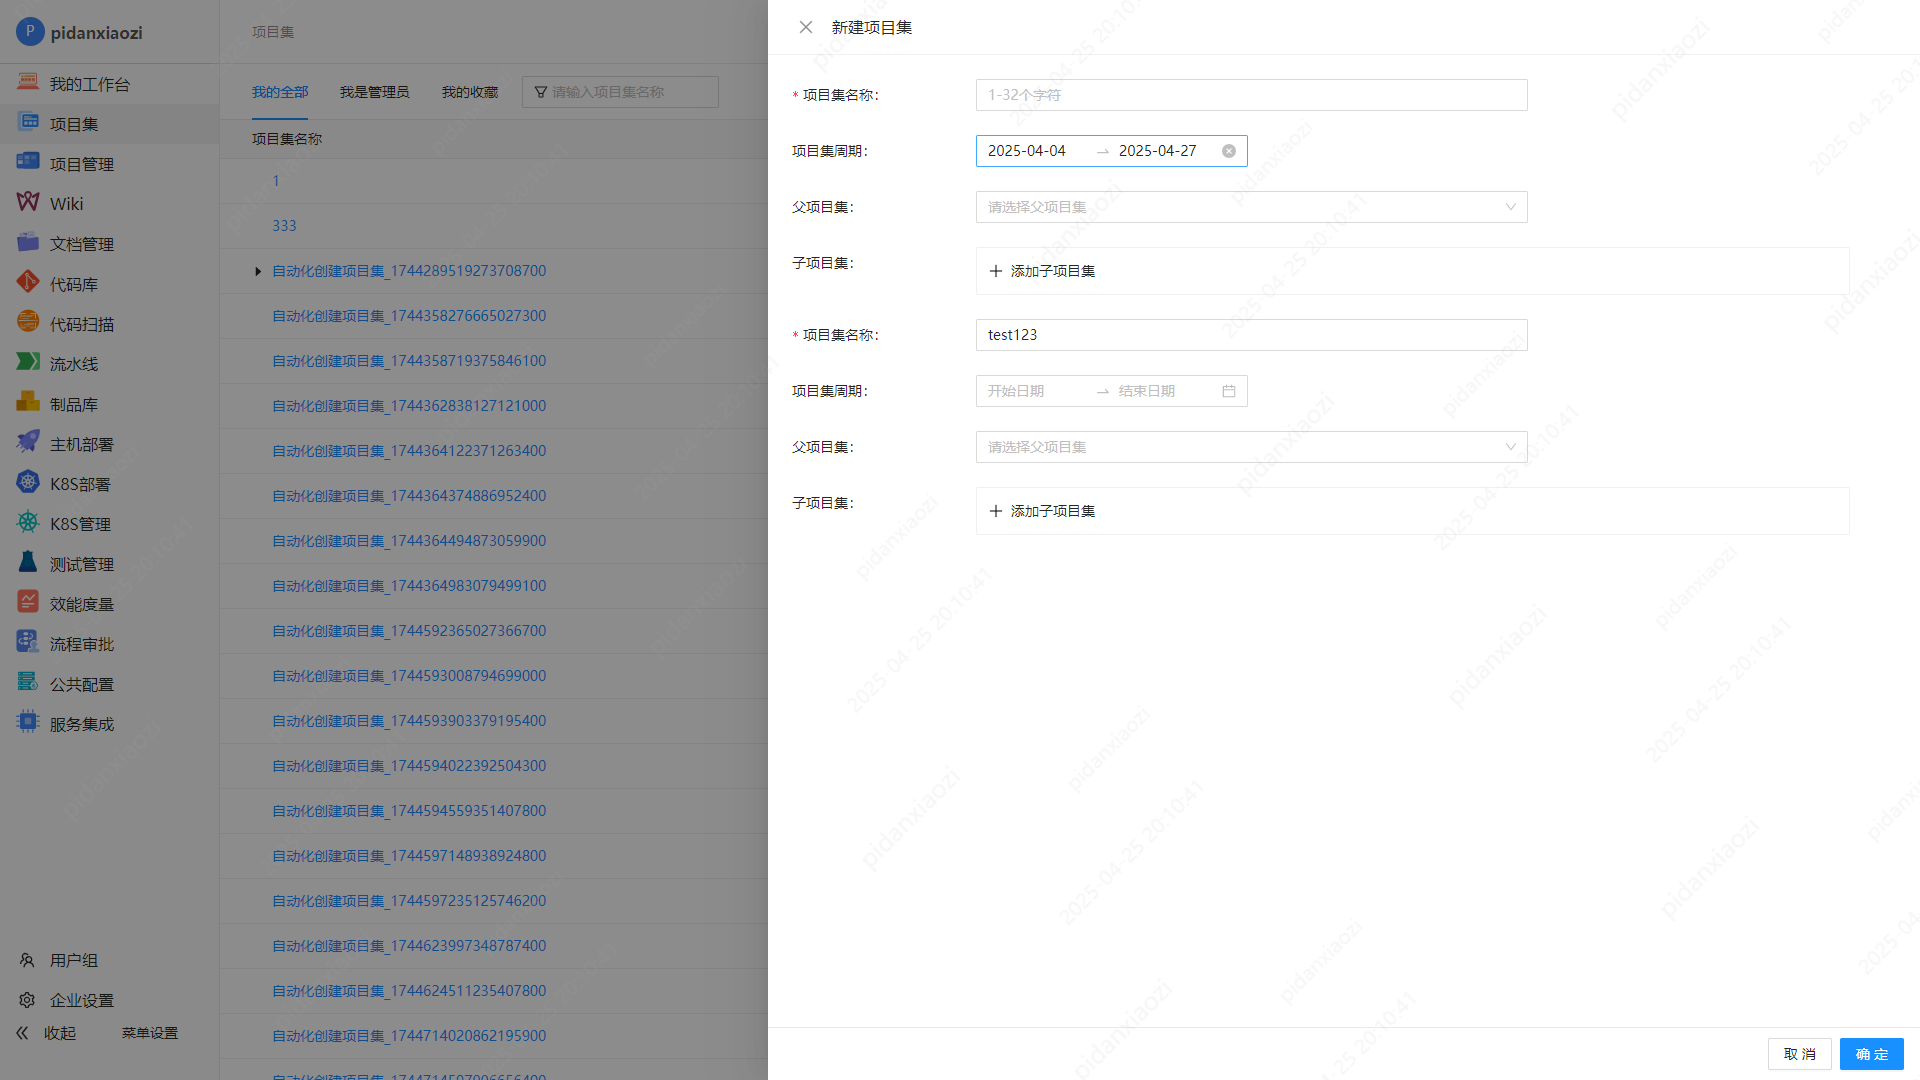 P pidanxiaozi
我的工作台
项目集
项目管理
Wiki
文档管理
代码库
代码扫描
流水线
制品库
主机部署
K8S部署
K8S管理
测试管理
效能度量
流程审批
公共配置
服务集成
用户组
企业设置
收起 菜单设置
项目集
我的全部 我是管理员 我的收藏 请输入项目集名称
项目集名称
1
333
自动化创建项目集_1744289519273708700
自动化创建项目集_1744358276665027300
自动化创建项目集_1744358719375846100
自动化创建项目集_1744362838127121000
自动化创建项目集_1744364122371263400
自动化创建项目集_1744364374886952400
自动化创建项目集_1744364494873059900
自动化创建项目集_1744364983079499100
自动化创建项目集_1744592365027366700
自动化创建项目集_1744593008794699000
自动化创建项目集_1744593903379195400
自动化创建项目集_1744594022392504300
自动化创建项目集_1744594559351407800
自动化创建项目集_1744597148938924800
自动化创建项目集_1744597235125746200
自动化创建项目集_1744623997348787400
自动化创建项目集_1744624511235407800
自动化创建项目集_1744714020862195900
新建项目集
* 项目集名称: 1-32个字符
项目集周期: 2025-04-04 → 2025-04-27
父项目集: 请选择父项目集
子项目集: 添加子项目集
* 项目集名称: test123
项目集周期: 开始日期 → 结束日期
父项目集: 请选择父项目集
子项目集: 添加子项目集
取 消 确 定
pidanxiaozi
2025-04-25 20:10:41